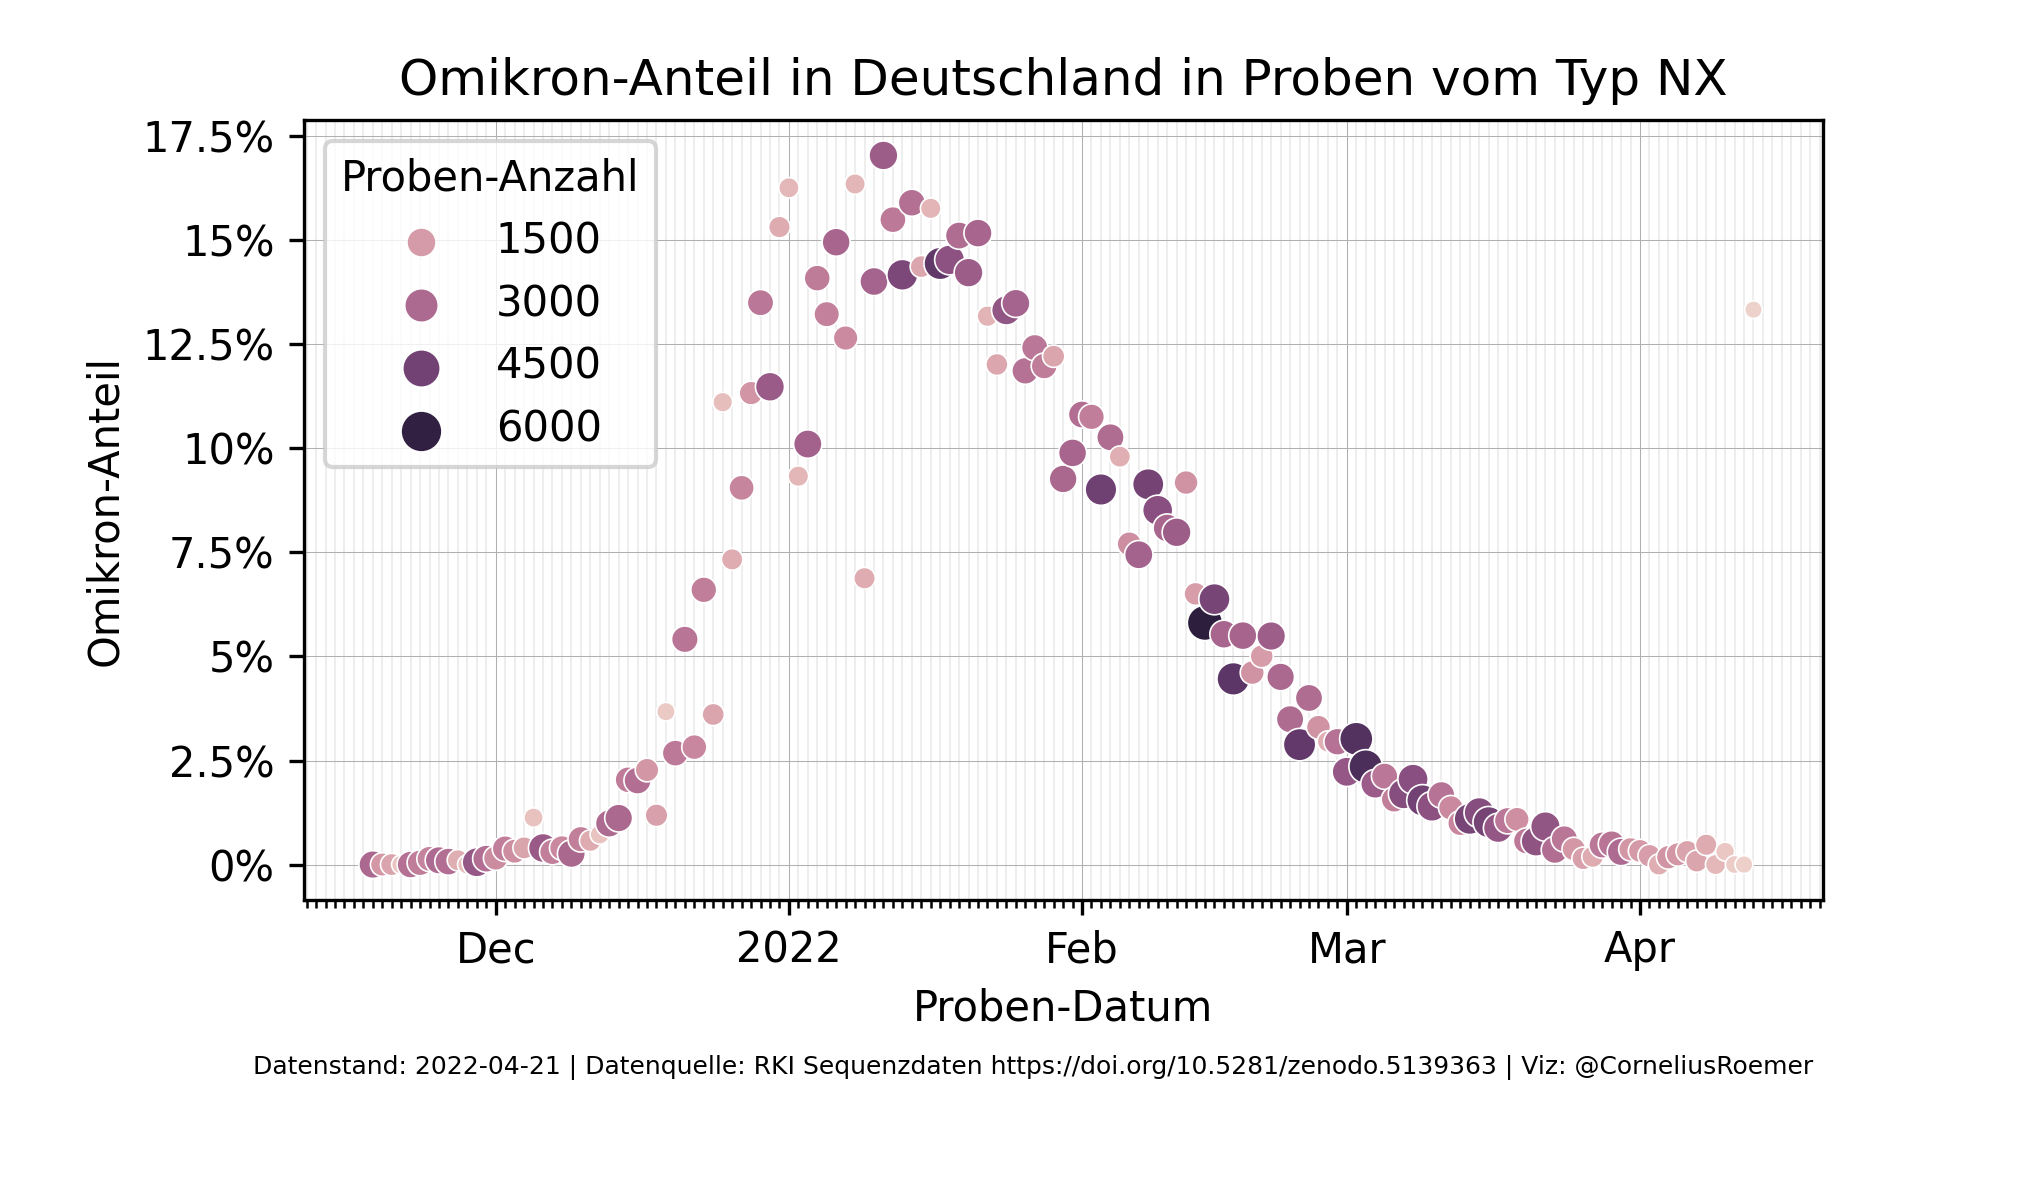 Omikron-Anteil in Deutschland in Proben vom Typ NX
17.5%
15%
12.5%
10%
7.5%
5%
2.5%
0%
Omikron-Anteil
Proben-Anzahl
1500
3000
4500
6000
Dec
2022
Feb
Mar
Apr
Proben-Datum
Datenstand: 2022-04-21 | Datenquelle: RKI Sequenzdaten https://doi.org/10.5281/zenodo.5139363 | Viz: @CorneliusRoemer